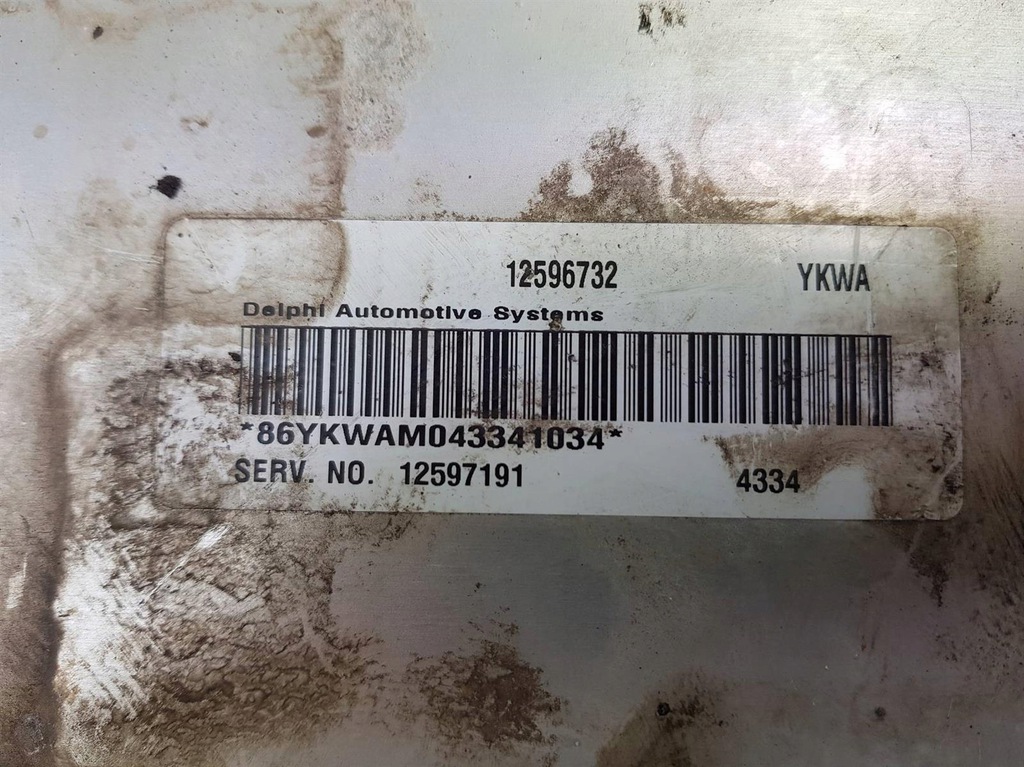 12596732 YKWA
Delphi Automotive Systems
*86YKWAM043341034*
SERV. NO. 12597191 4334